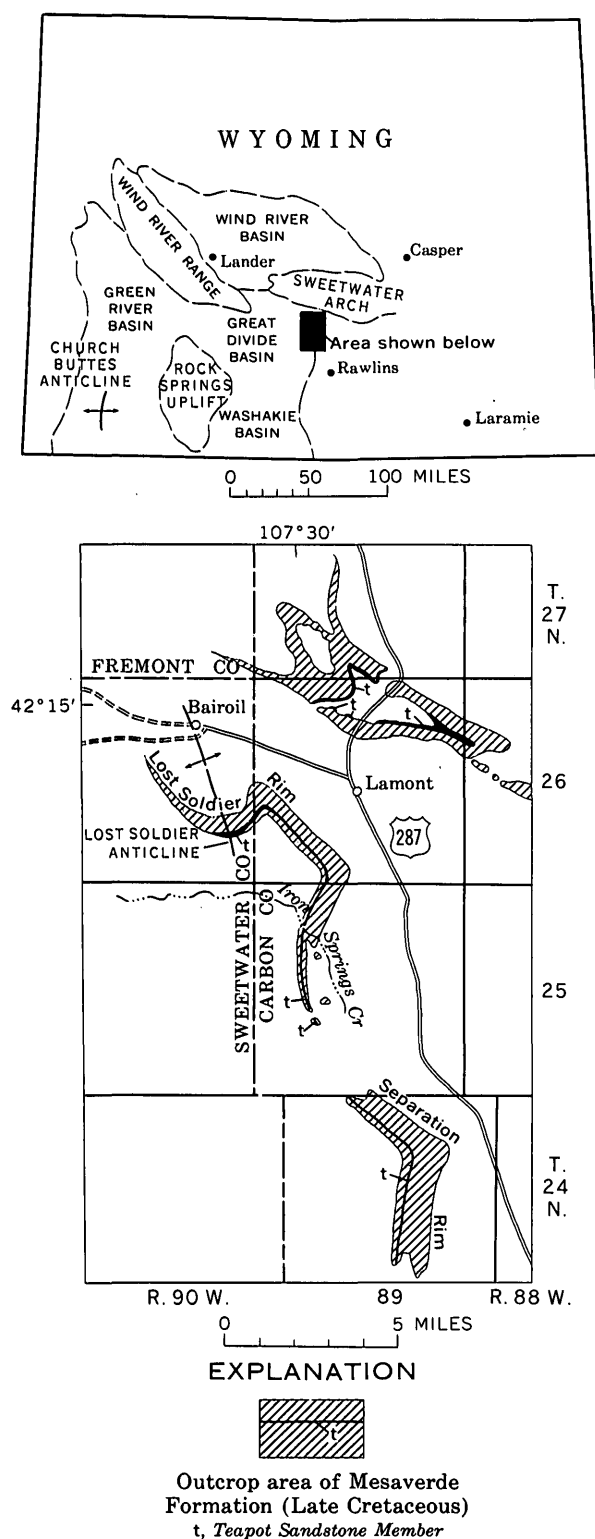 WYOMING
WIND RIVER RANGE
WIND RIVER
BASIN
Lander
Casper
SWEETWATER
ARCH
GREEN
RIVER
BASIN
GREAT
DIVIDE
BASIN
Area shown below
CHURCH
BUTTES
ANTICLINE
ROCK
SPRINGS
UPLIFT
Rawlins
WASHAKIE
BASIN
Laramie
0 50 100 MILES
107°30′
T.
27
N.
FREMONT CO
t
42°15′
Bairoil
t
t
26
Lost Soldier Rim
Lamont
LOST SOLDIER
ANTICLINE
t
287
SWEETWATER CO
CARBON CO
Iron Springs Cr
25
t
t
Separation Rim
t
T.
24
N.
R. 90 W.
89
R. 88 W.
0 5 MILES
EXPLANATION
t
Outcrop area of Mesaverde
Formation (Late Cretaceous)
t, Teapot Sandstone Member